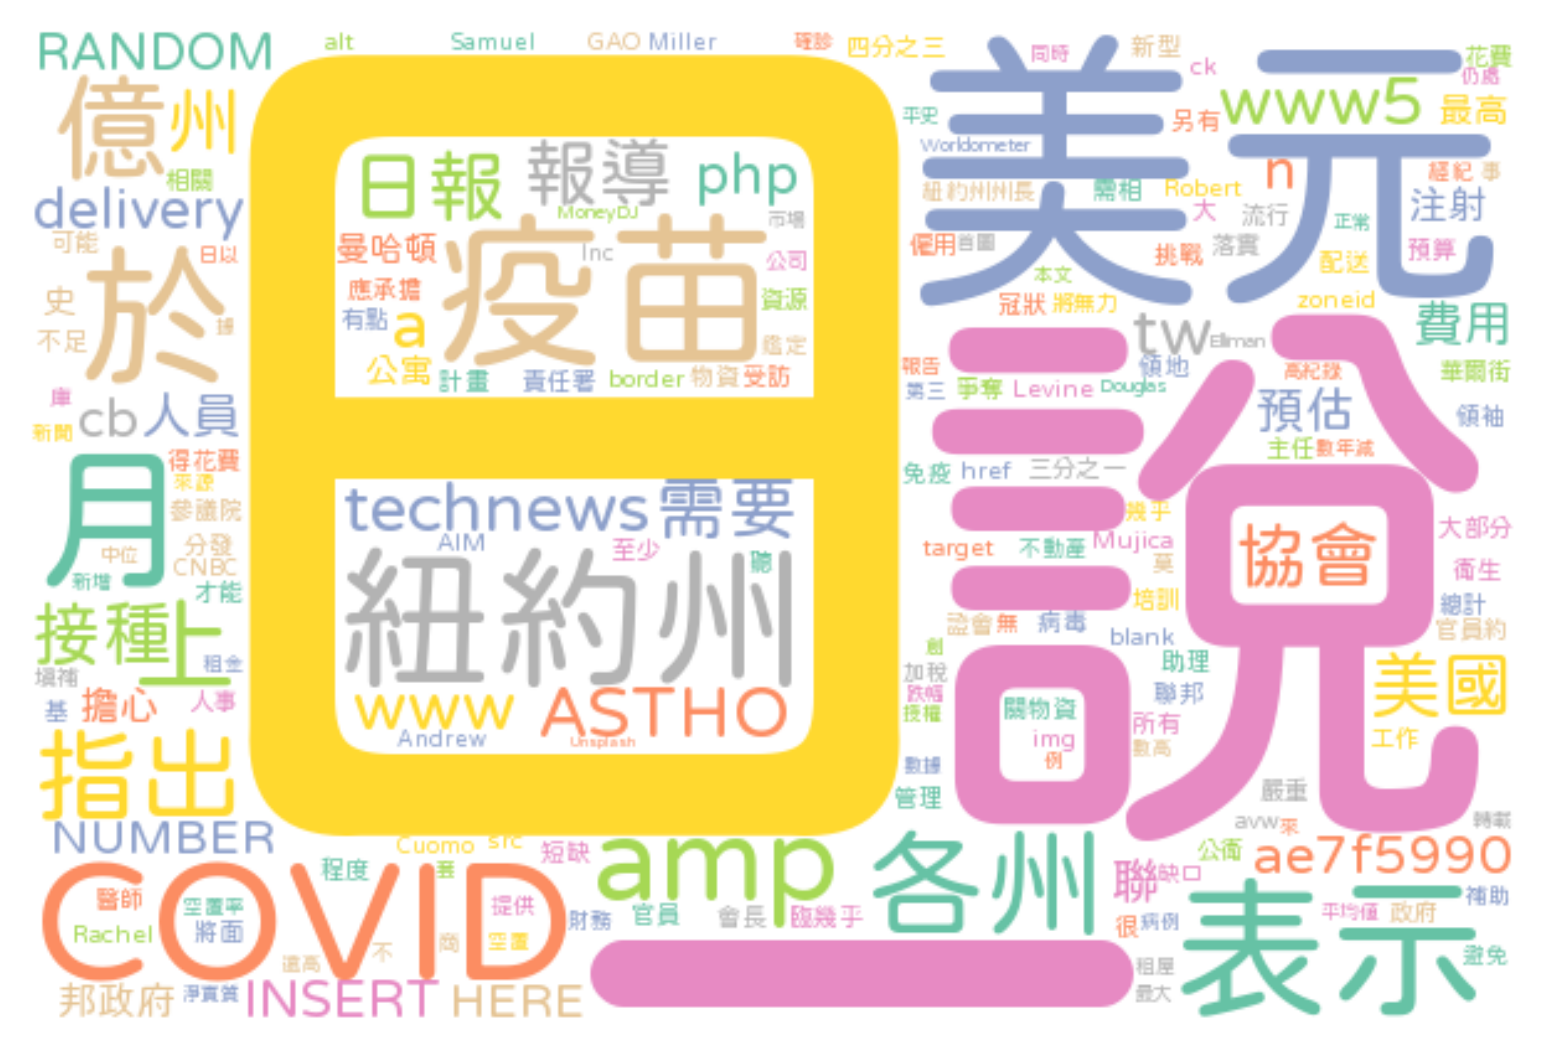 RANDOM alt Samuel GAO Miller 確診 四分之三 同時 新型 ck 花費
億 州 仍處
日 美元 www5 最高
平史 另有
日報 報導 php Worldometer n 經紀 事
相關 MoneyDJ 市場 紐約州州長 需相 Robert 注射
delivery 大 流行 正常
可能 日以 曼哈頓 Inc 公司 僱用 首圖 挑戰 落實 預算
於 疫苗 本文 配送
史 應承擔 資源 冠狀 將無力 zoneid
不足 有點 a 鑑定 tw Elliman 費用
公寓 計畫 責任署 border 物資 受訪 報告 領地 說 高紀錄 華爾街
庫 第三 爭奪 Levine Douglas
新聞 cb 人員 預估 領袖
得花費 主任 數年減
來源 免疫 href 三分之一
月 參議院 technews 需要 幾乎
中位 分發 AIM 至少 聽 target 不動產 Mujica 協會 大部分
CNBC 莫 衛生
新增 才能 紐約州 培訓 總計
接種 上 證會 無 病毒 blank 官員約
租金 創 助理
填補 加稅 聯邦 美國
基 擔心 人事 www ASTHO 跌幅 關物資 所有
授權 img 工作
指出 Andrew Unsplash 例 數高
數據
管理 嚴重
NUMBER Cuomo src 短缺 amp 各州 avw 來 轉載
程度 聯 缺口 公衛 ae7f5990
COVID 醫師 空置率 提供 財務 官員 會長 臨幾乎 很 病例 表示 平均值 政府 補助
Rachel 將面 商 空置 避免
還高 不 一 租屋
邦政府 淨實質 INSERT HERE 最大